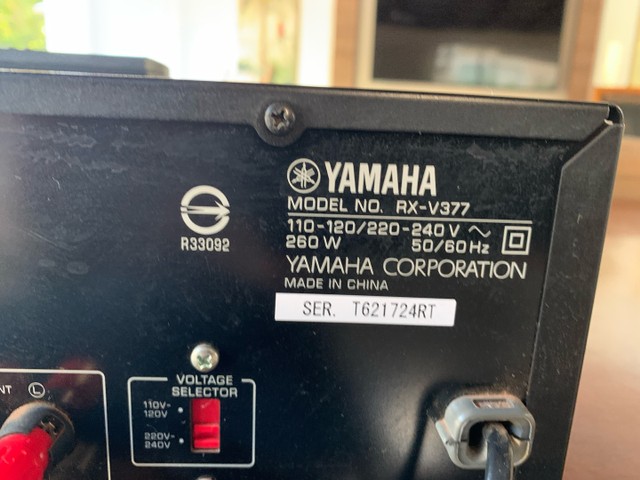 YAMAHA
MODEL NO. RX-V377
110-120/220-240 V ~
260 W 50/60 Hz
YAMAHA CORPORATION
MADE IN CHINA
SER. T621724RT
R33092
VOLTAGE
SELECTOR
110V-
120V
220V-
240V
NT L